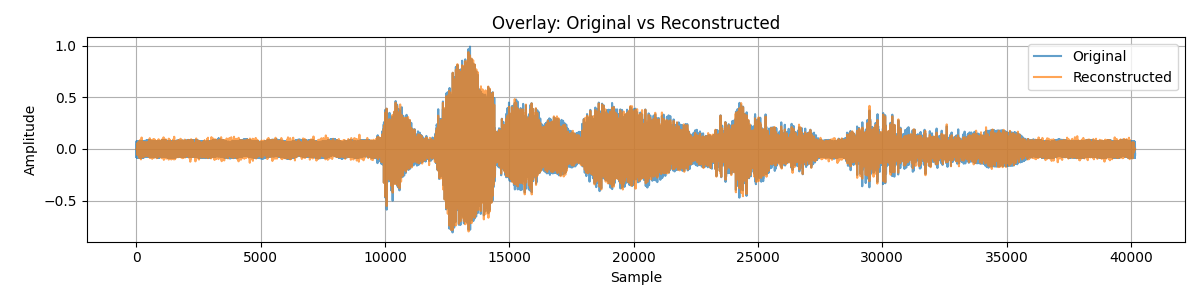 Overlay: Original vs Reconstructed
Amplitude
1.0
0.5
0.0
−0.5
Original
Reconstructed
0 5000 10000 15000 20000 25000 30000 35000 40000
Sample